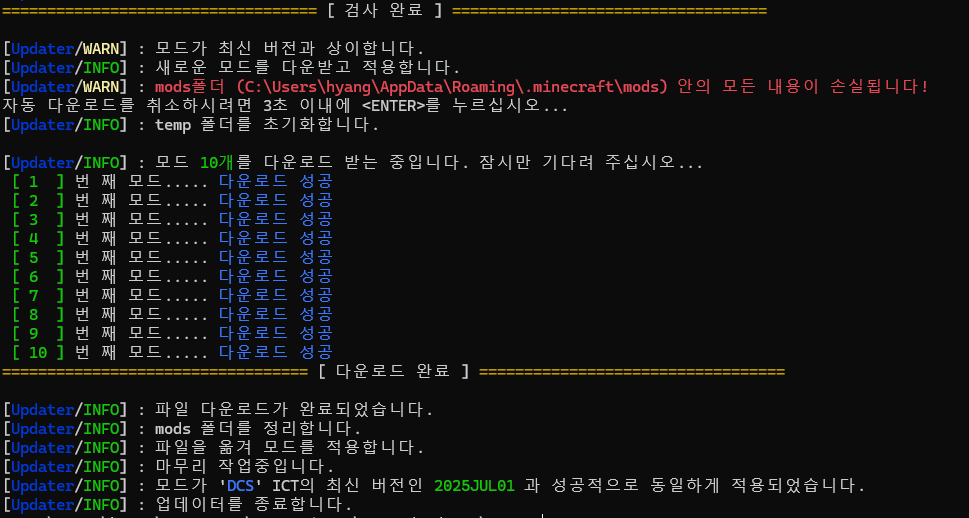 =================================== [ 검사 완료 ] ===================================
[Updater/WARN] : 모드가 최신 버전과 상이합니다.
[Updater/INFO] : 새로운 모드를 다운받고 적용합니다.
[Updater/WARN] : mods폴더 (C:\Users\hyang\AppData\Roaming\.minecraft\mods) 안의 모든 내용이 손실됩니다!
자동 다운로드를 취소하시려면 3초 이내에 <ENTER>를 누르십시오...
[Updater/INFO] : temp 폴더를 초기화합니다.
[Updater/INFO] : 모드 10개를 다운로드 받는 중입니다. 잠시만 기다려 주십시오...
[ 1  ] 번 째 모드..... 다운로드 성공
[ 2  ] 번 째 모드..... 다운로드 성공
[ 3  ] 번 째 모드..... 다운로드 성공
[ 4  ] 번 째 모드..... 다운로드 성공
[ 5  ] 번 째 모드..... 다운로드 성공
[ 6  ] 번 째 모드..... 다운로드 성공
[ 7  ] 번 째 모드..... 다운로드 성공
[ 8  ] 번 째 모드..... 다운로드 성공
[ 9  ] 번 째 모드..... 다운로드 성공
[ 10 ] 번 째 모드..... 다운로드 성공
================================== [ 다운로드 완료 ] ==================================
[Updater/INFO] : 파일 다운로드가 완료되었습니다.
[Updater/INFO] : mods 폴더를 정리합니다.
[Updater/INFO] : 파일을 옮겨 모드를 적용합니다.
[Updater/INFO] : 마무리 작업중입니다.
[Updater/INFO] : 모드가 'DCS' ICT의 최신 버전인 2025JUL01 과 성공적으로 동일하게 적용되었습니다.
[Updater/INFO] : 업데이터를 종료합니다.